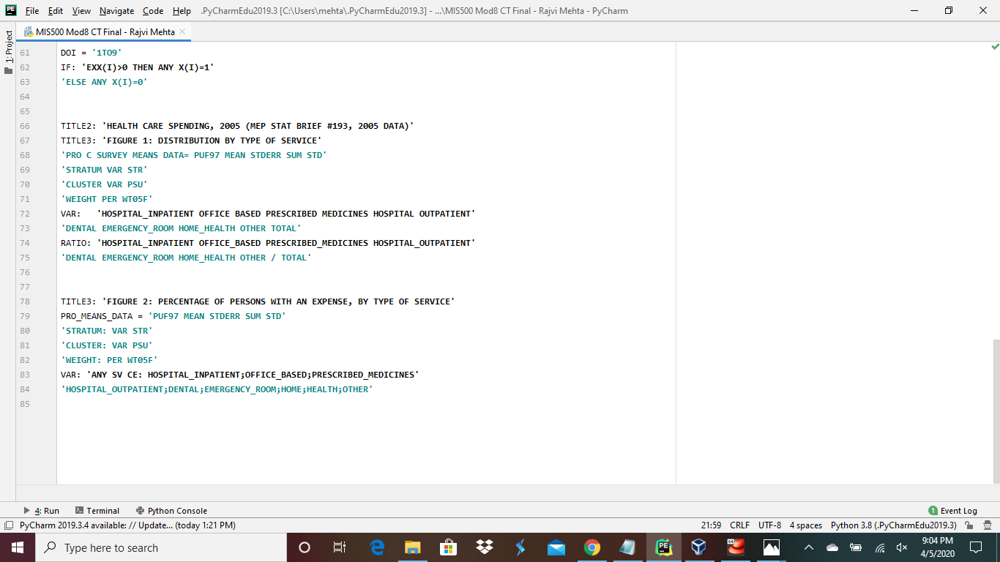 PE File Edit View Navigate Code Help .PyCharmEdu2019.3 [C:\Users\mehta\.PyCharmEdu2019.3] - ...\MIS500 Mod8 CT Final - Rajvi Mehta - PyCharm
MIS500 Mod8 CT Final - Rajvi Mehta
1: Project
61 DOI = '1TO9'
62 IF: 'EXX(I)>0 THEN ANY X(I)=1'
63 'ELSE ANY X(I)=0'
64
65
66 TITLE2: 'HEALTH CARE SPENDING, 2005 (MEP STAT BRIEF #193, 2005 DATA)'
67 TITLE3: 'FIGURE 1: DISTRIBUTION BY TYPE OF SERVICE'
68 'PRO C SURVEY MEANS DATA= PUF97 MEAN STDERR SUM STD'
69 'STRATUM VAR STR'
70 'CLUSTER VAR PSU'
71 'WEIGHT PER WT05F'
72 VAR:   'HOSPITAL_INPATIENT OFFICE BASED PRESCRIBED MEDICINES HOSPITAL OUTPATIENT'
73 'DENTAL EMERGENCY_ROOM HOME_HEALTH OTHER TOTAL'
74 RATIO: 'HOSPITAL_INPATIENT OFFICE_BASED PRESCRIBED_MEDICINES HOSPITAL_OUTPATIENT'
75 'DENTAL EMERGENCY_ROOM HOME_HEALTH OTHER / TOTAL'
76
77
78 TITLE3: 'FIGURE 2: PERCENTAGE OF PERSONS WITH AN EXPENSE, BY TYPE OF SERVICE'
79 PRO_MEANS_DATA = 'PUF97 MEAN STDERR SUM STD'
80 'STRATUM: VAR STR'
81 'CLUSTER: VAR PSU'
82 'WEIGHT: PER WT05F'
83 VAR: 'ANY SV CE: HOSPITAL_INPATIENT;OFFICE_BASED;PRESCRIBED_MEDICINES'
84 'HOSPITAL_OUTPATIENT;DENTAL;EMERGENCY_ROOM;HOME;HEALTH;OTHER'
85
4: Run Terminal Python Console 1 Event Log
PyCharm 2019.3.4 available: // Update... (today 1:21 PM) 21:59 CRLF UTF-8 4 spaces Python 3.8 (.PyCharmEdu2019.3)
Type here to search PE 64 9:04 PM
4/5/2020